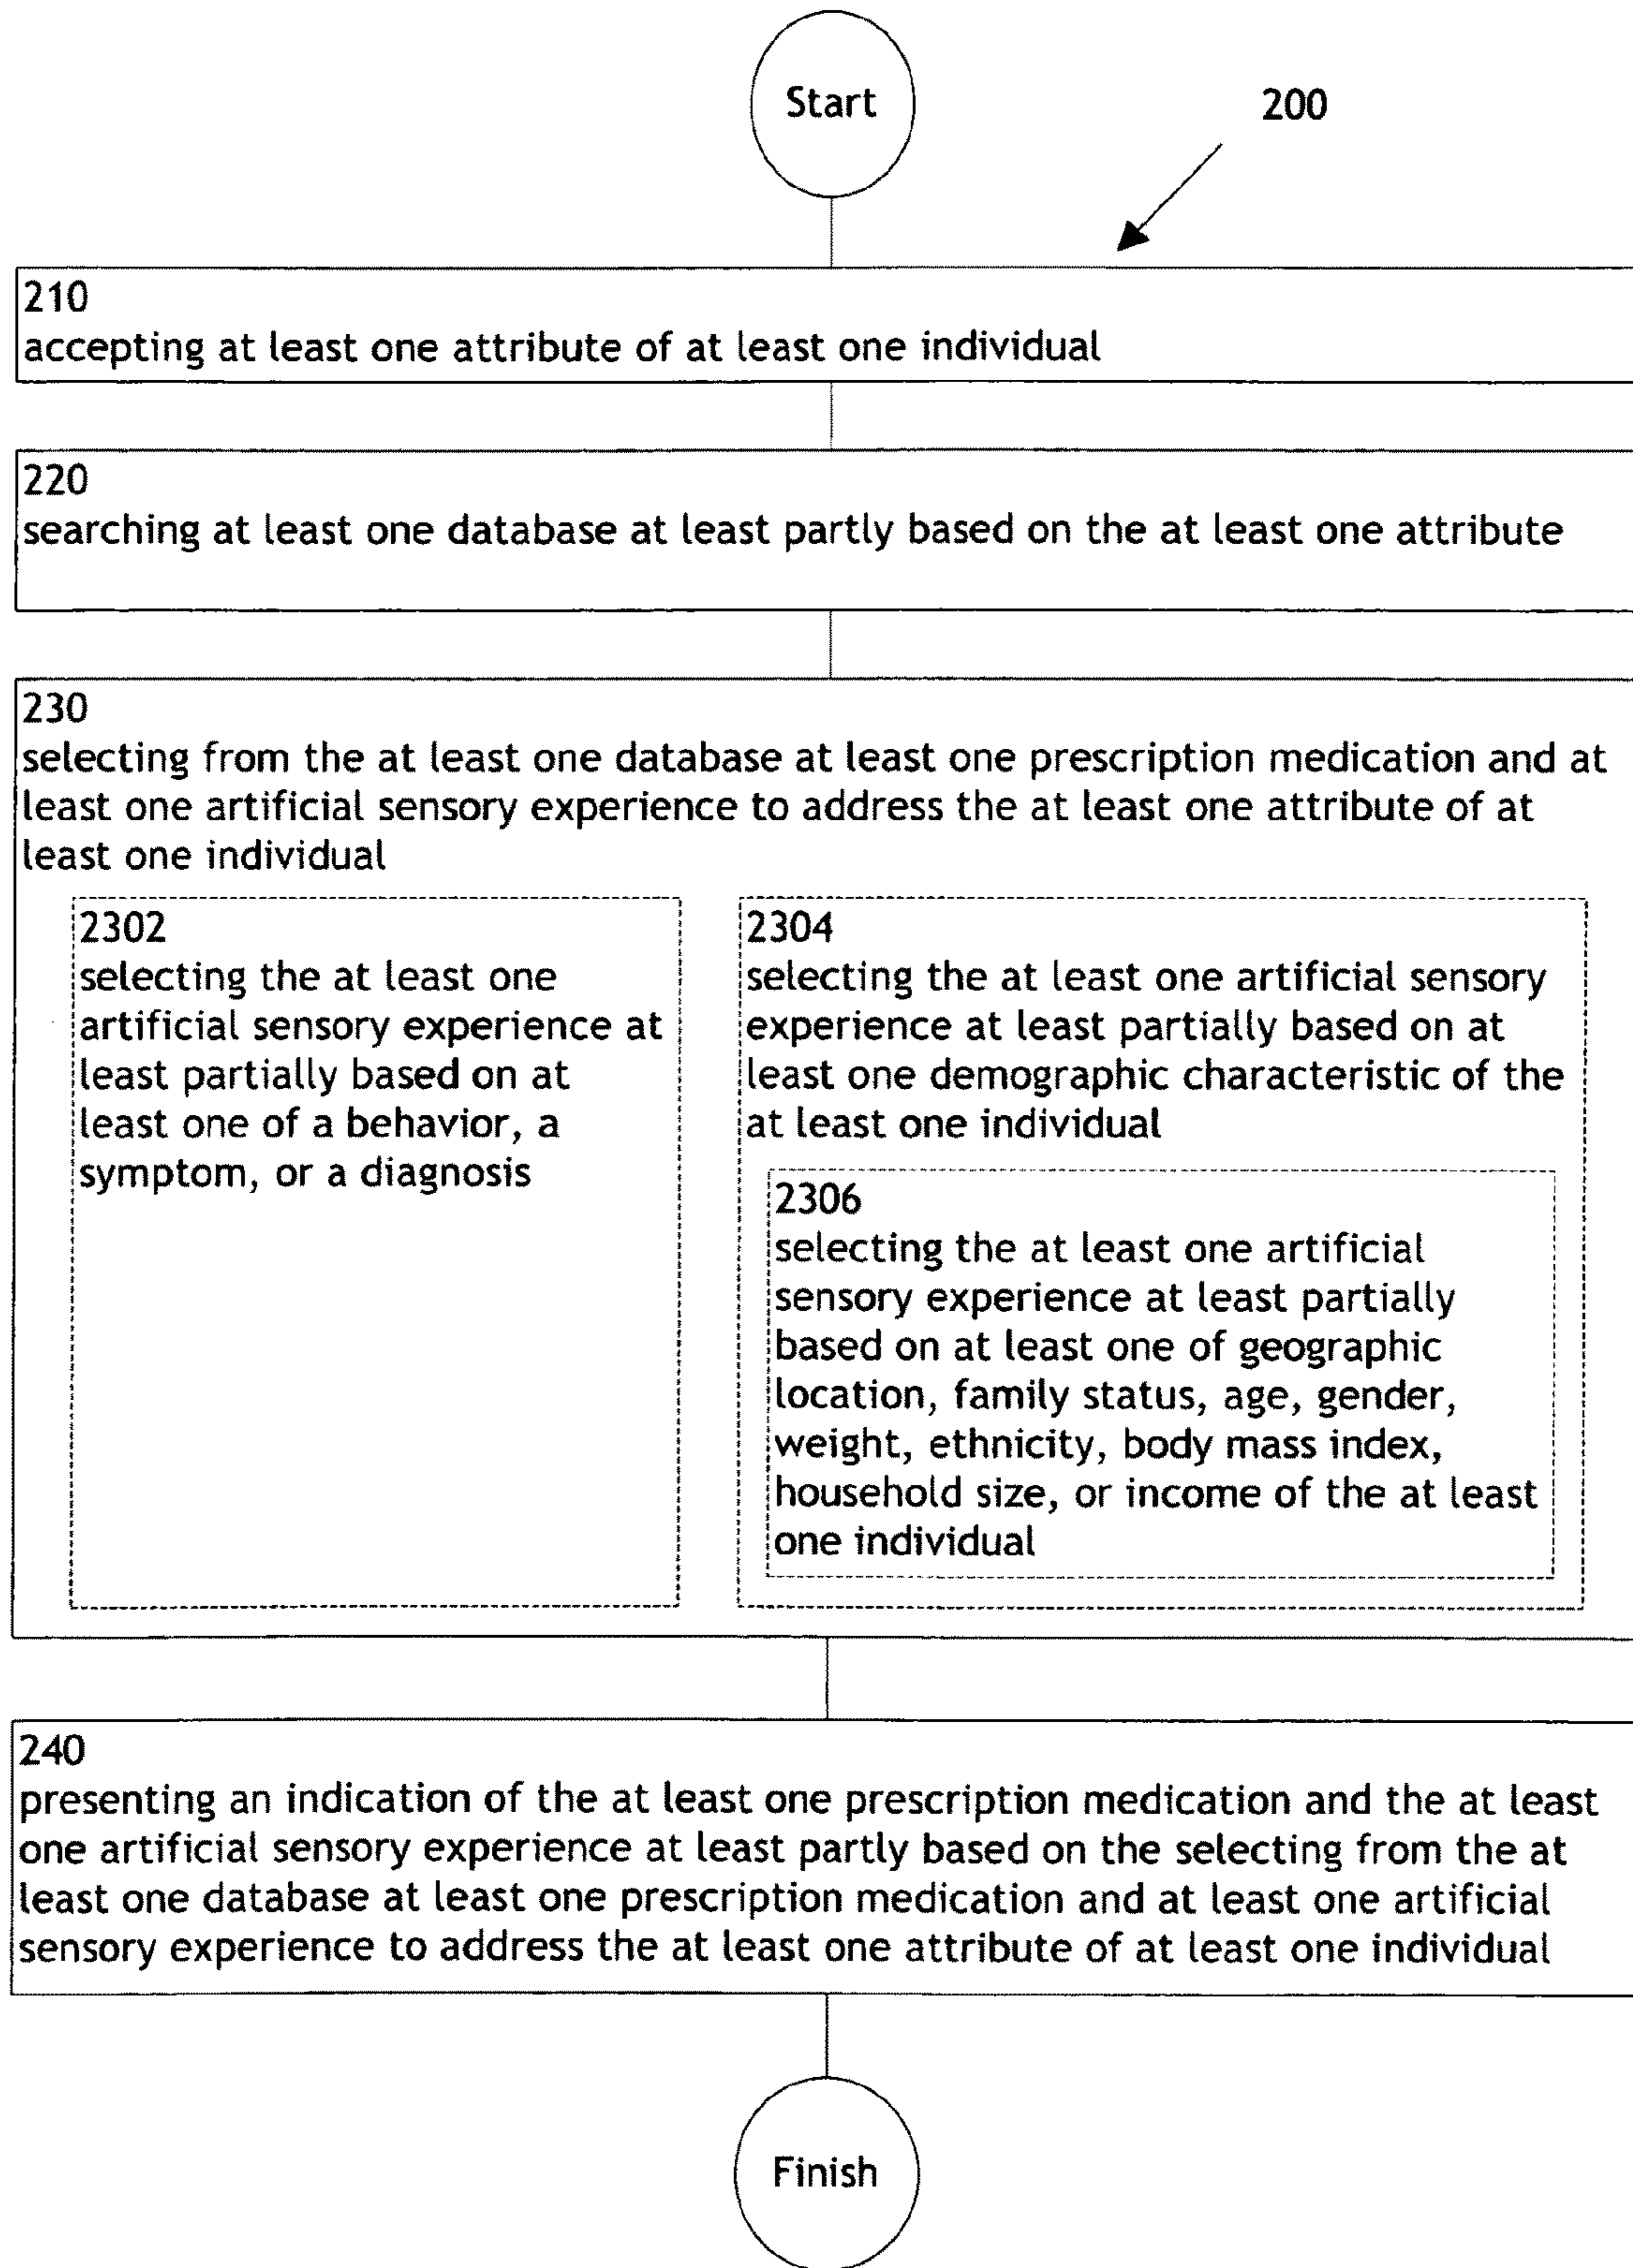 Start
200
210
accepting at least one attribute of at least one individual
220
searching at least one database at least partly based on the at least one attribute
230
selecting from the at least one database at least one prescription medication and at
least one artificial sensory experience to address the at least one attribute of at
least one individual
2302
selecting the at least one
artificial sensory experience at
least partially based on at
least one of a behavior, a
symptom, or a diagnosis
2304
selecting the at least one artificial sensory
experience at least partially based on at
least one demographic characteristic of the
at least one individual
2306
selecting the at least one artificial
sensory experience at least partially
based on at least one of geographic
location, family status, age, gender,
weight, ethnicity, body mass index,
household size, or income of the at least
one individual
240
presenting an indication of the at least one prescription medication and the at least
one artificial sensory experience at least partly based on the selecting from the at
least one database at least one prescription medication and at least one artificial
sensory experience to address the at least one attribute of at least one individual
Finish